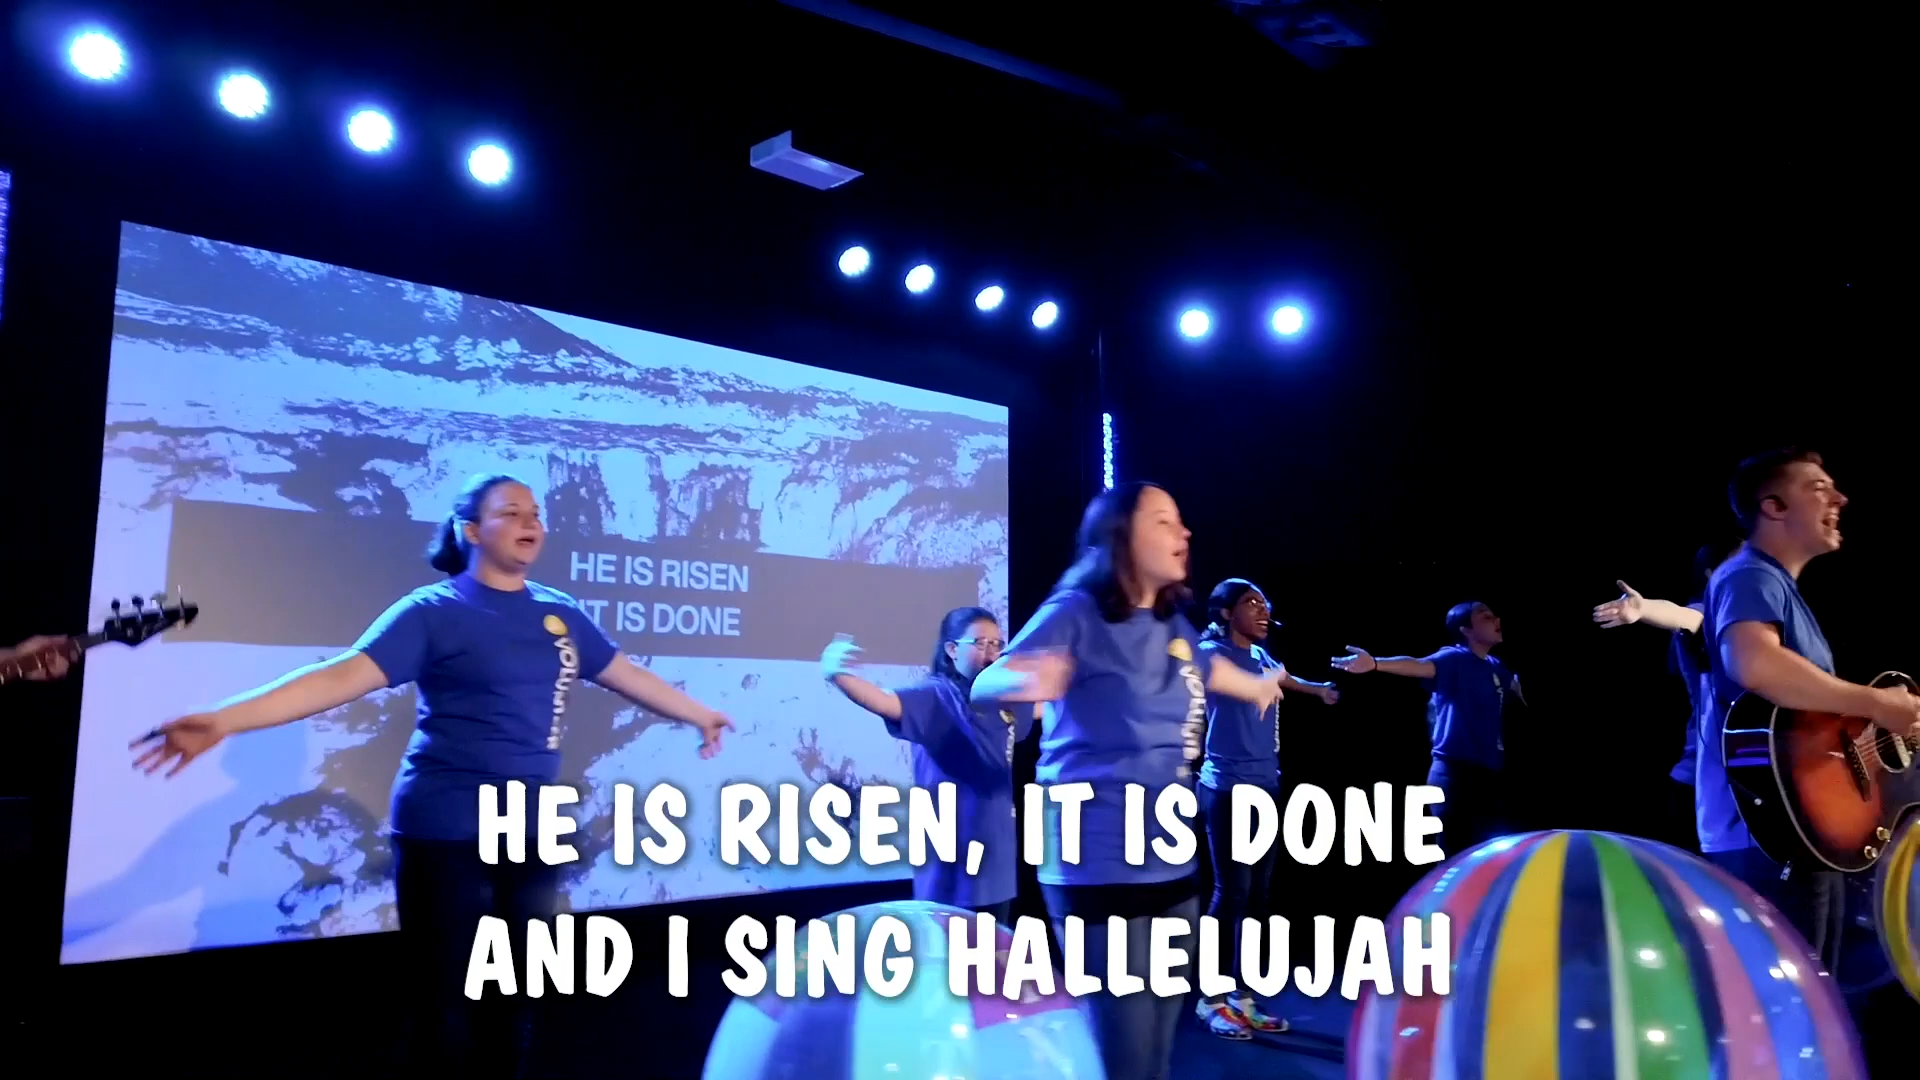 HE IS RISEN
IT IS DONE
HE IS RISEN, IT IS DONE
AND I SING HALLELUJAH